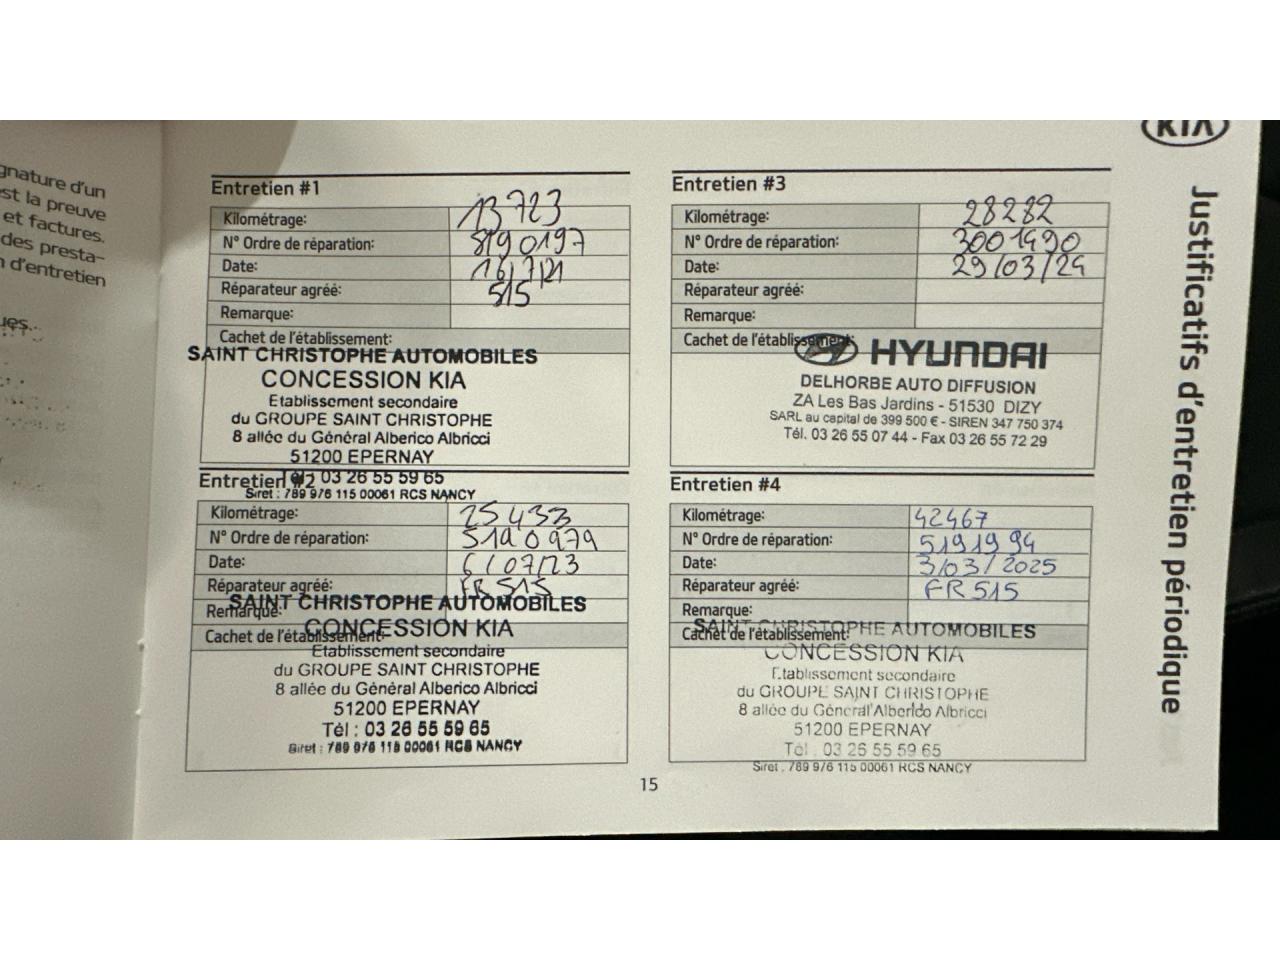 gnature d'un
st la preuve
et factures.
des presta-
d'entretien
ues.
KIA
Justificatifs d'entretien périodique
Entretien #1
Kilométrage: 13723
N° Ordre de réparation: 8190197
Date: 16/7/21
Réparateur agréé: 515
Remarque:
Cachet de l'établissement:
SAINT CHRISTOPHE AUTOMOBILES
CONCESSION KIA
Etablissement secondaire
du GROUPE SAINT CHRISTOPHE
8 allée du Général Alberico Albricci
51200 EPERNAY
Tél : 03 26 55 59 65
Siret : 789 976 115 00061 RCS NANCY
Entretien #2
Kilométrage: 25433
N° Ordre de réparation: 5190979
Date: 6/07/23
Réparateur agréé: FR515
Remarque:
Cachet de l'établissement:
SAINT CHRISTOPHE AUTOMOBILES
CONCESSION KIA
Etablissement secondaire
du GROUPE SAINT CHRISTOPHE
8 allée du Général Alberico Albricci
51200 EPERNAY
Tél : 03 26 55 59 65
Siret : 789 976 115 00061 RCS NANCY
Entretien #3
Kilométrage: 28282
N° Ordre de réparation: 3001490
Date: 29/03/24
Réparateur agréé:
Remarque:
Cachet de l'établissement:
HYUNDAI
DELHORBE AUTO DIFFUSION
ZA Les Bas Jardins - 51530 DIZY
SARL au capital de 399 500 € - SIREN 347 750 374
Tél. 03 26 55 07 44 - Fax 03 26 55 72 29
Entretien #4
Kilométrage: 42467
N° Ordre de réparation: 5191994
Date: 3/03/2025
Réparateur agréé: FR515
Remarque:
Cachet de l'établissement:
SAINT CHRISTOPHE AUTOMOBILES
CONCESSION KIA
Etablissement secondaire
du GROUPE SAINT CHRISTOPHE
8 allée du Général Alberico Albricci
51200 EPERNAY
Tél : 03 26 55 59 65
Siret : 789 976 115 00061 RCS NANCY
15